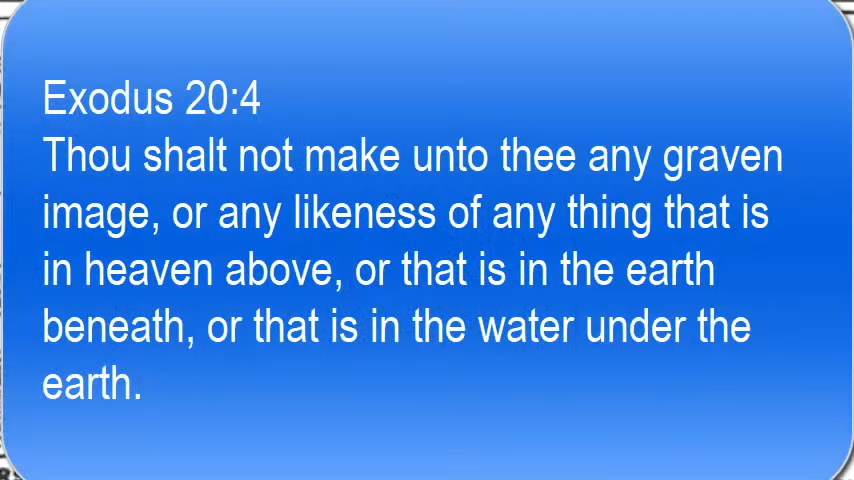 Exodus 20:4
Thou shalt not make unto thee any graven
image, or any likeness of any thing that is
in heaven above, or that is in the earth
beneath, or that is in the water under the
earth.